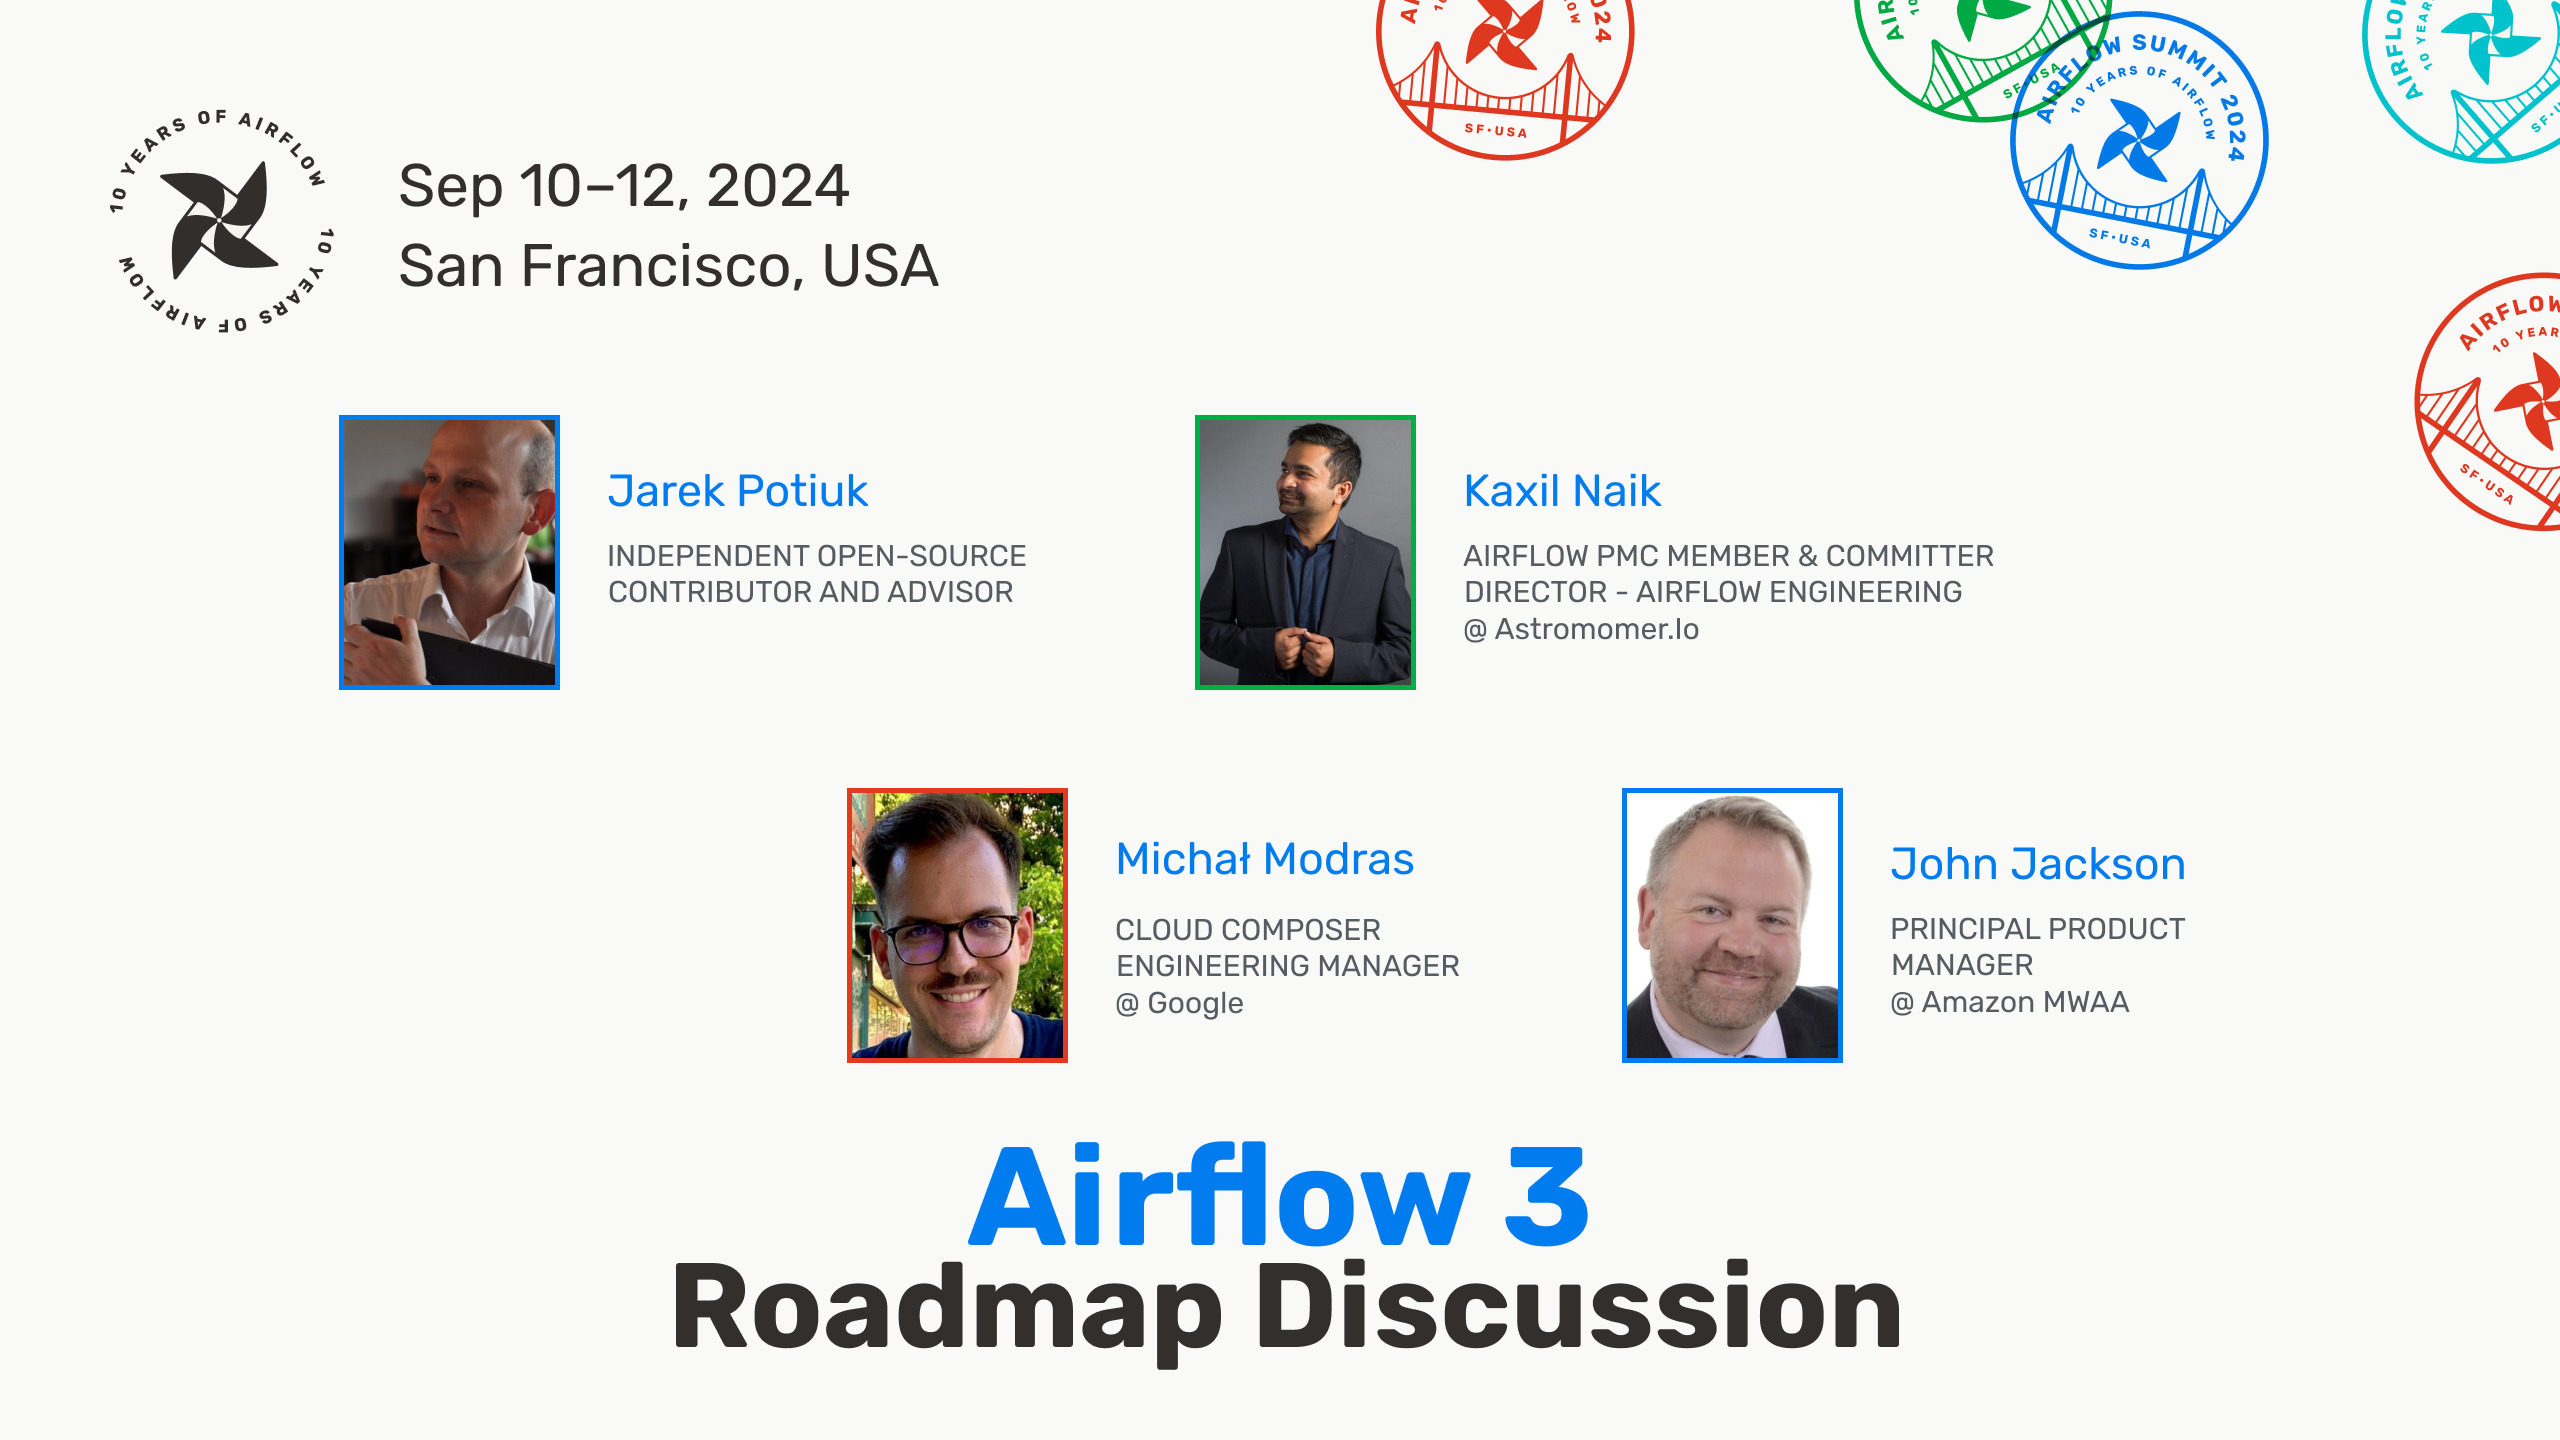 10 YEARS OF AIRFLOW
10 YEARS OF AIRFLOW
Sep 10–12, 2024
San Francisco, USA
SF·USA
SF·USA
AIRFLOW SUMMIT 2024
10 YEARS OF AIRFLOW
SF·USA
AIRFLOW
SF·USA
Jarek Potiuk
INDEPENDENT OPEN-SOURCE
CONTRIBUTOR AND ADVISOR
Kaxil Naik
AIRFLOW PMC MEMBER & COMMITTER
DIRECTOR - AIRFLOW ENGINEERING
@ Astromomer.Io
Michał Modras
CLOUD COMPOSER
ENGINEERING MANAGER
@ Google
John Jackson
PRINCIPAL PRODUCT
MANAGER
@ Amazon MWAA
Airflow 3
Roadmap Discussion